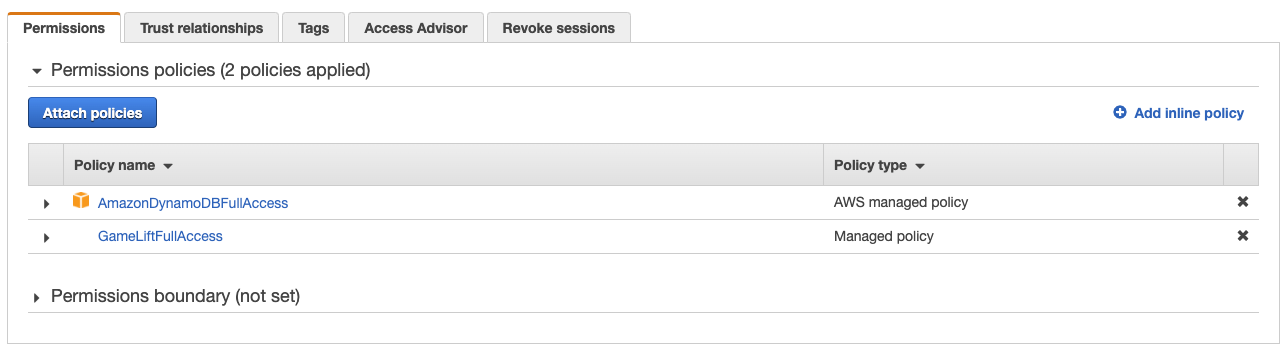 Permissions Trust relationships Tags Access Advisor Revoke sessions
Permissions policies (2 policies applied)
Attach policies Add inline policy
Policy name Policy type
AmazonDynamoDBFullAccess AWS managed policy
GameLiftFullAccess Managed policy
Permissions boundary (not set)